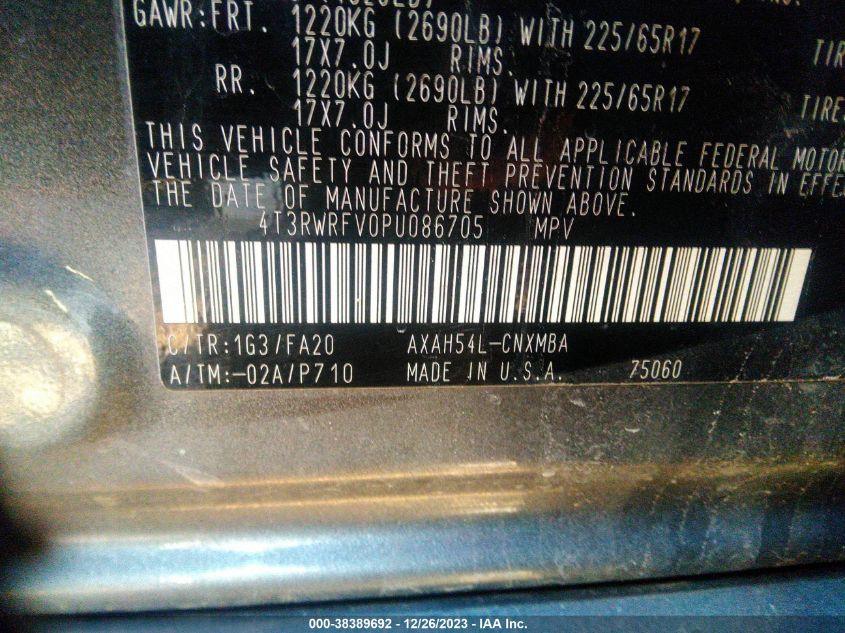 GAWR:FRT. 1220KG (2690LB) WITH 225/65R17
17X7.0J RIMS. TIR
RR. 1220KG (2690LB) WITH 225/65R17
17X7.0J RIMS. TIRE
THIS VEHICLE CONFORMS TO ALL APPLICABLE FEDERAL MOTOR
VEHICLE SAFETY AND THEFT PREVENTION STANDARDS IN EFFE
THE DATE OF MANUFACTURE SHOWN ABOVE.
4T3RWRFV0PU086705 MPV
C/TR:1G3/FA20 AXAH54L-CNXMBA
A/TM:-02A/P710 MADE IN U.S.A. 75060
000-38389692 - 12/26/2023 - IAA Inc.